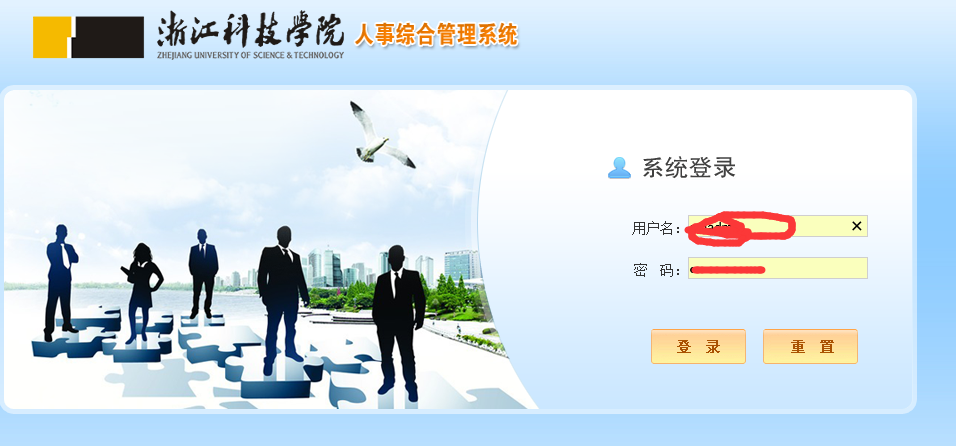 浙江科技学院 人事综合管理系统
ZHEJIANG UNIVERSITY OF SCIENCE & TECHNOLOGY
系统登录
用户名：
密 码：
登 录 重 置